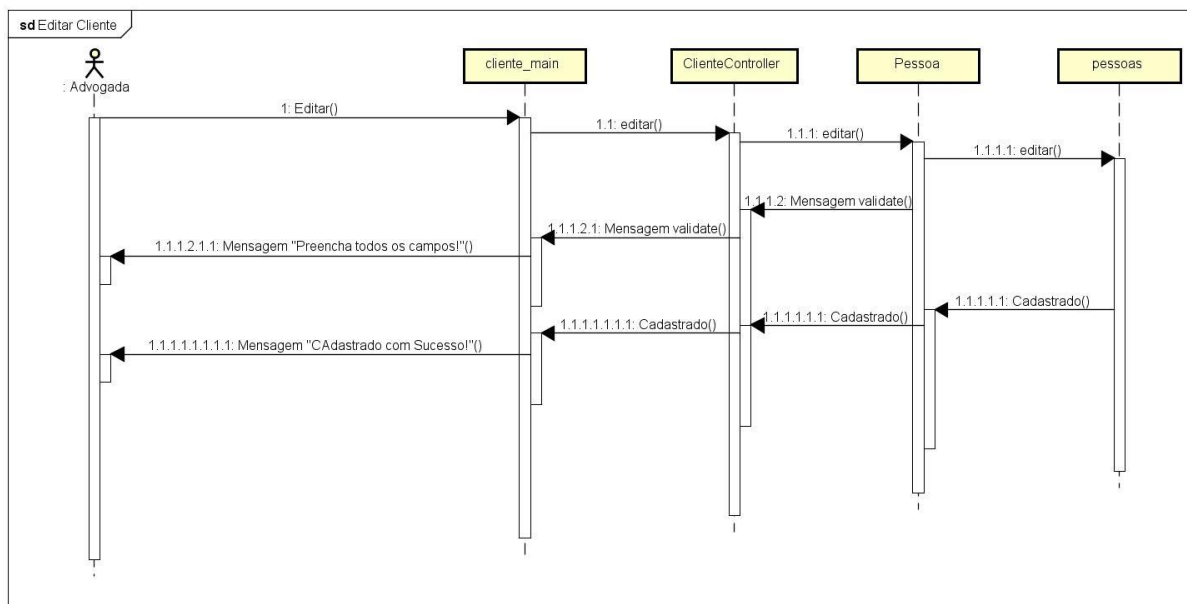 sd Editar Cliente
: Advogada
cliente_main
ClienteController
Pessoa
pessoas
1: Editar()
1.1: editar()
1.1.1: editar()
1.1.1.1: editar()
1.1.1.2: Mensagem validate()
1.1.1.2.1: Mensagem validate()
1.1.1.2.1.1: Mensagem "Preencha todos os campos!"()
1.1.1.1.1: Cadastrado()
1.1.1.1.1.1: Cadastrado()
1.1.1.1.1.1.1: Cadastrado()
1.1.1.1.1.1.1.1: Mensagem "CAdastrado com Sucesso!"()